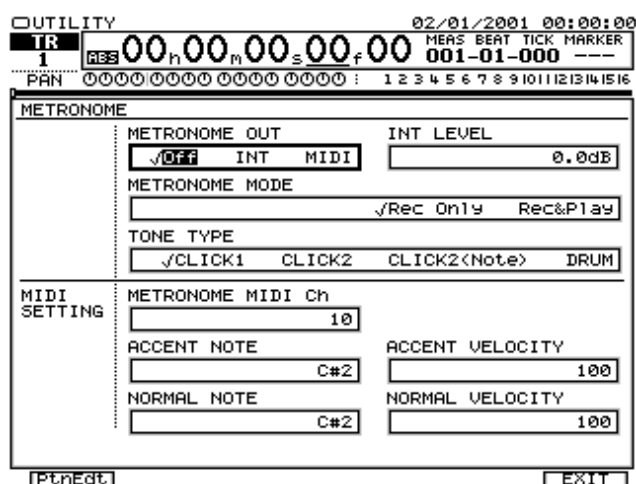 UTILITY 02/01/2001 00:00:00
TR 1 ABS 00h00m00s00f00 MEAS BEAT TICK MARKER
001-01-000 ---
PAN 1 2 3 4 5 6 7 8 9 10 11 12 13 14 15 16
METRONOME
METRONOME OUT INT LEVEL
√Off INT MIDI 0.0dB
METRONOME MODE
√Rec Only Rec&Play
TONE TYPE
√CLICK1 CLICK2 CLICK2(Note) DRUM
MIDI SETTING METRONOME MIDI Ch
10
ACCENT NOTE ACCENT VELOCITY
C#2 100
NORMAL NOTE NORMAL VELOCITY
C#2 100
PtnEdt EXIT